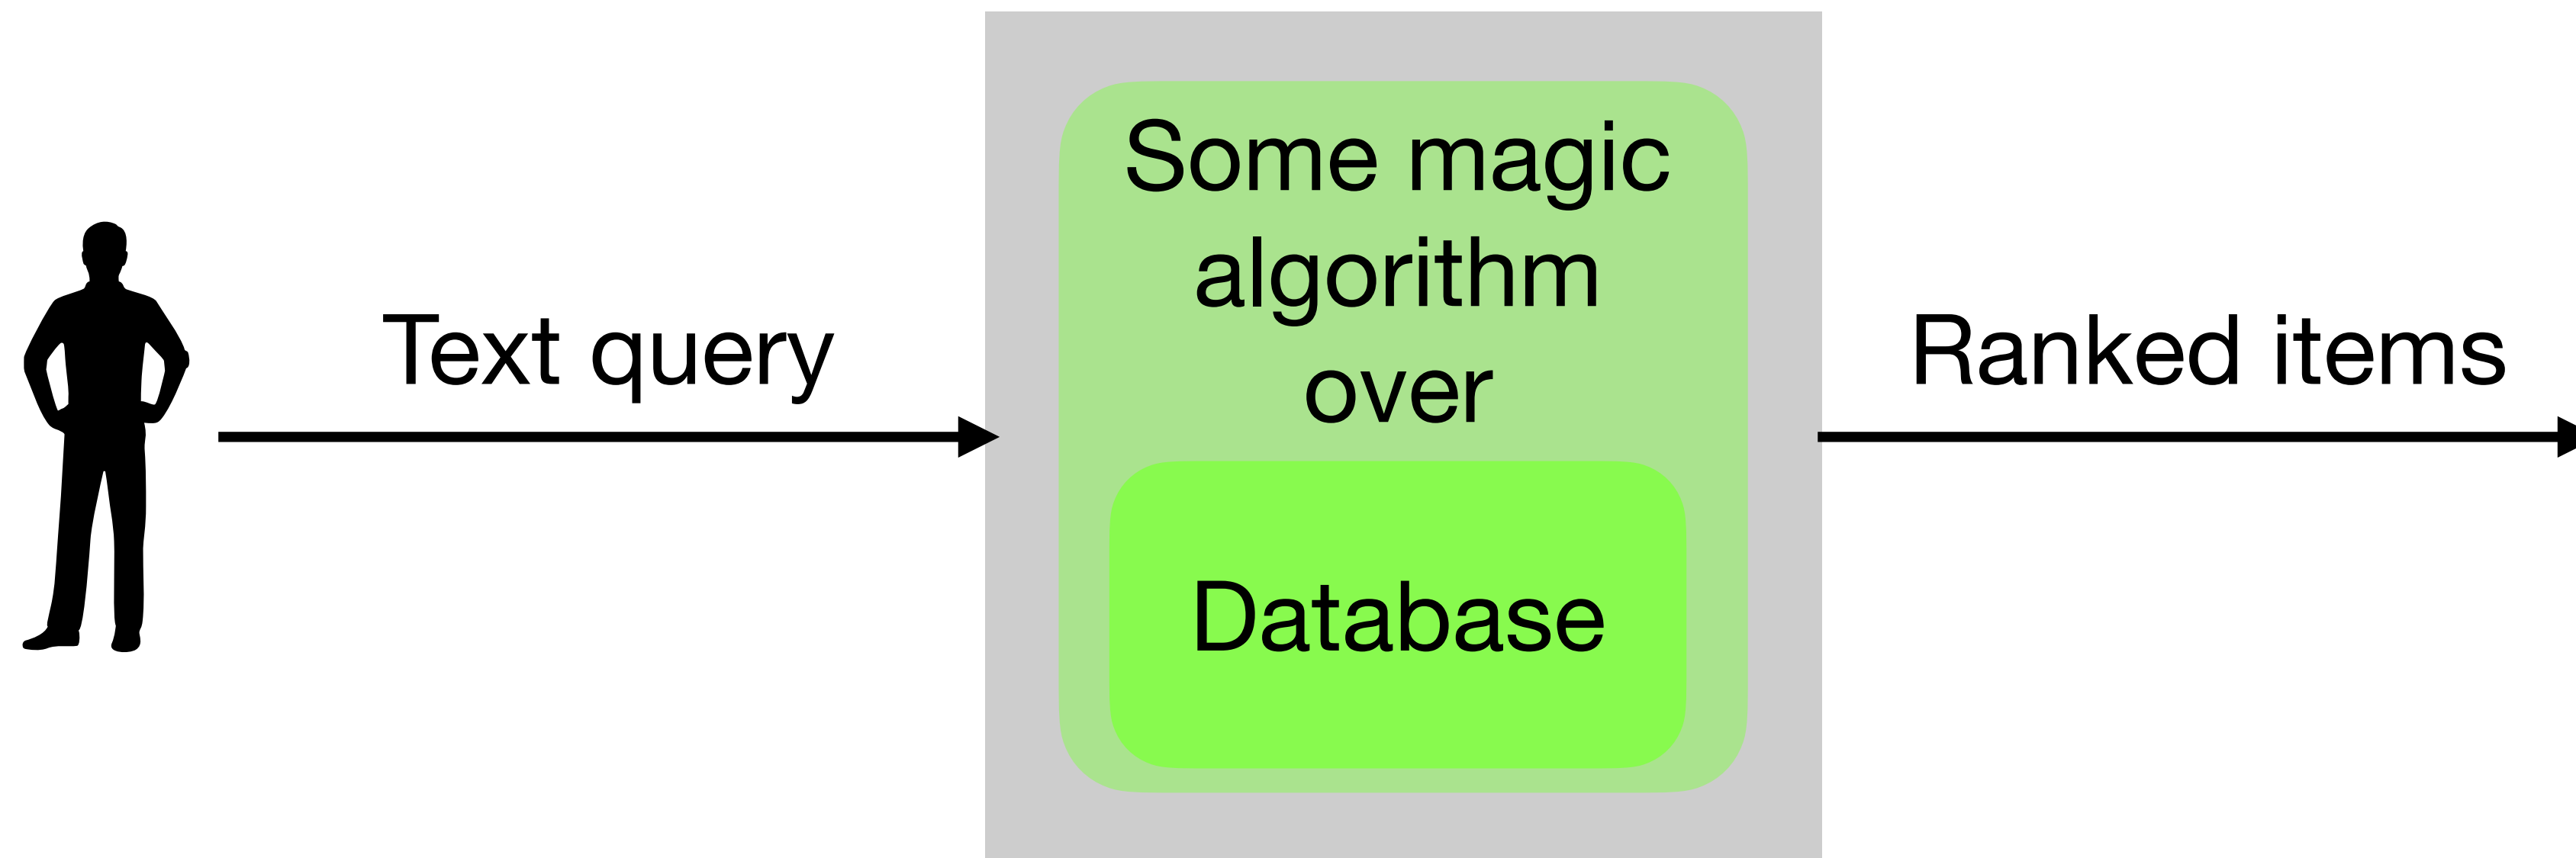 Text query
Some magic
algorithm
over
Database
Ranked items